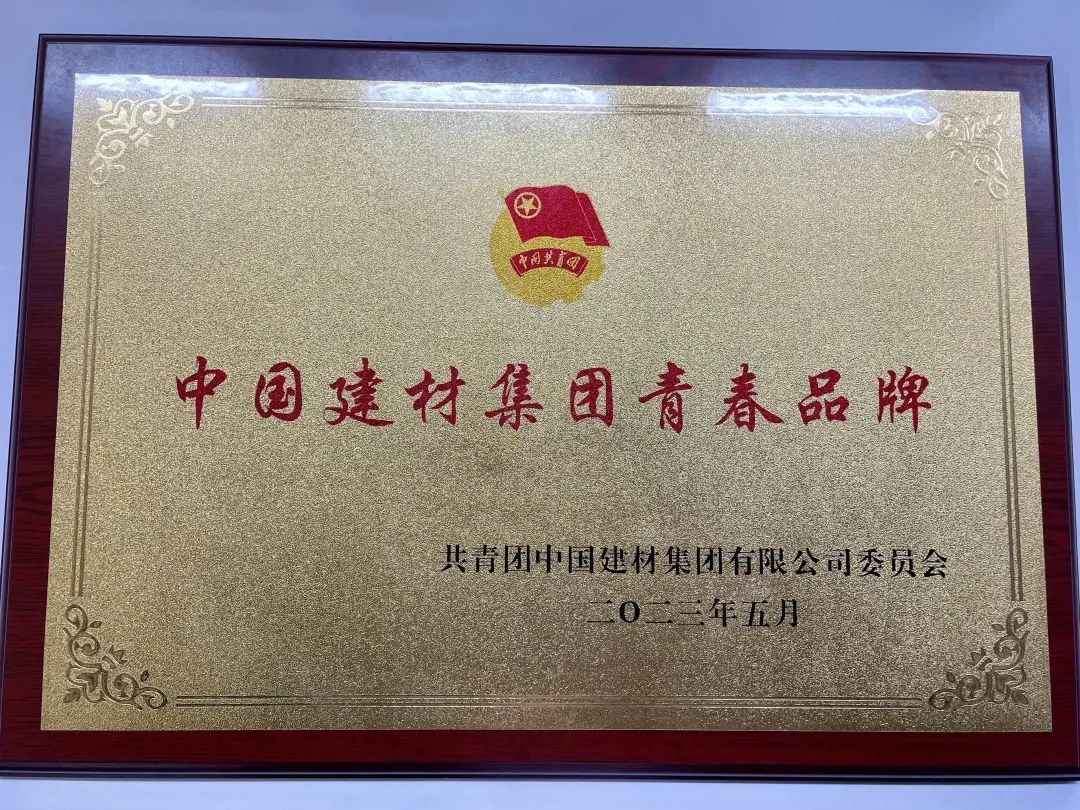 中国共青团
中国建材集团青春品牌
共青团中国建材集团有限公司委员会
二O二三年五月